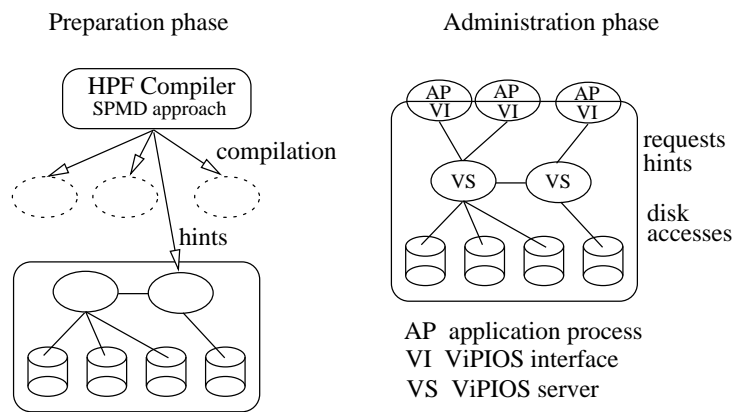 Preparation phase
HPF Compiler
SPMD approach
compilation
hints
Administration phase
AP
VI
AP
VI
AP
VI
requests
hints
VS
VS
disk
accesses
AP application process
VI ViPIOS interface
VS ViPIOS server